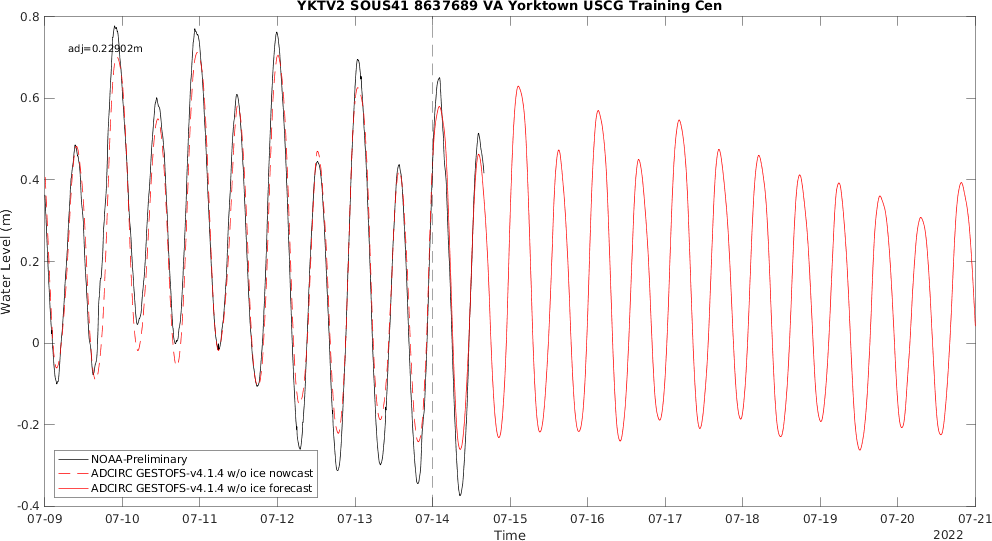 YKTV2 SOUS41 8637689 VA Yorktown USCG Training Cen
adj=0.22902m
0.8
0.6
0.4
0.2
0
-0.2
-0.4
Water Level (m)
NOAA-Preliminary
ADCIRC GESTOFS-v4.1.4 w/o ice nowcast
ADCIRC GESTOFS-v4.1.4 w/o ice forecast
07-09 07-10 07-11 07-12 07-13 07-14 07-15 07-16 07-17 07-18 07-19 07-20 07-21
Time
2022